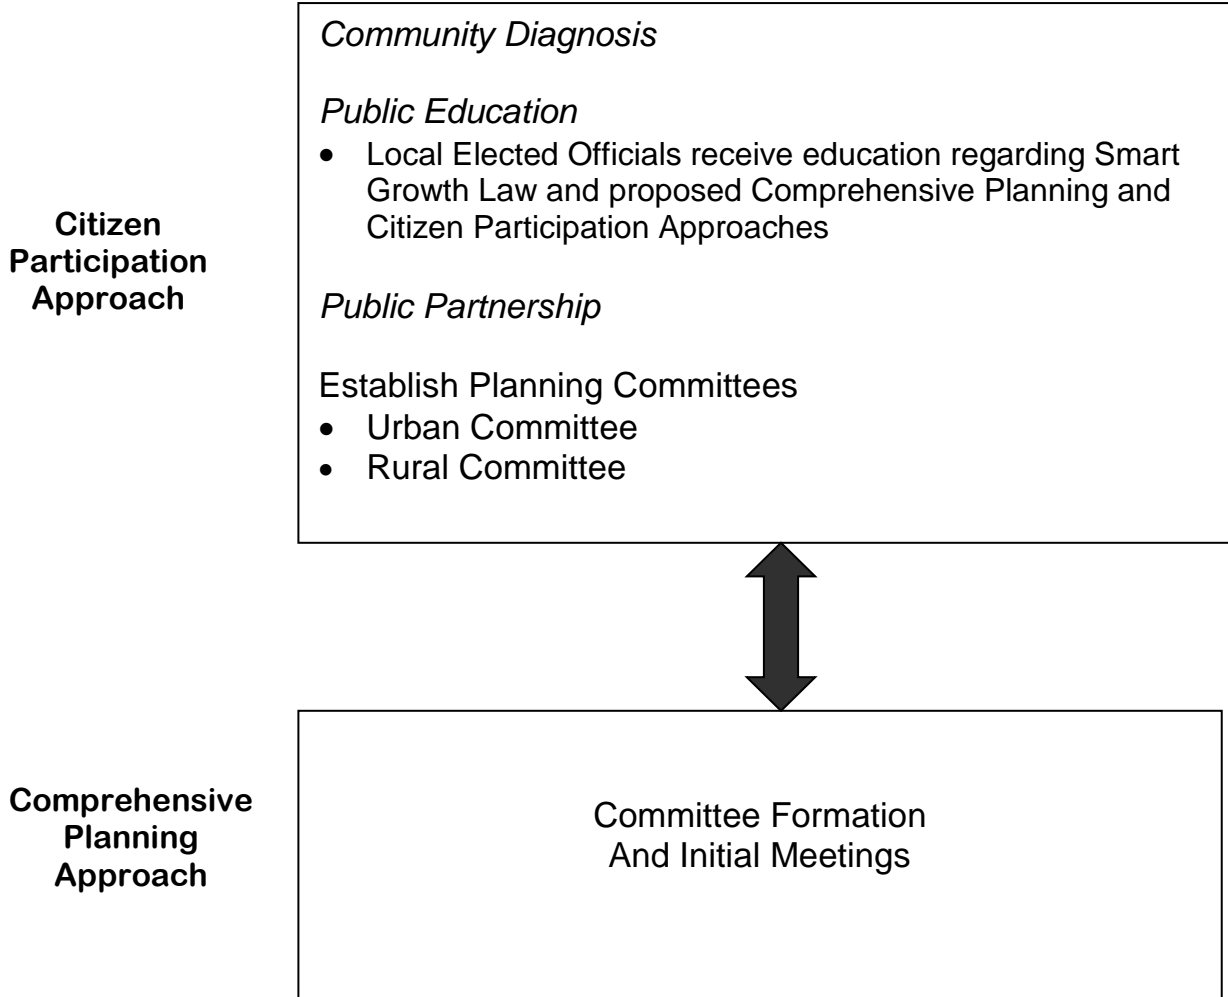 Community Diagnosis
Public Education
• Local Elected Officials receive education regarding Smart
Growth Law and proposed Comprehensive Planning and
Citizen Participation Approaches
Citizen
Participation
Approach
Public Partnership
Establish Planning Committees
• Urban Committee
• Rural Committee
Comprehensive
Planning
Approach
Committee Formation
And Initial Meetings